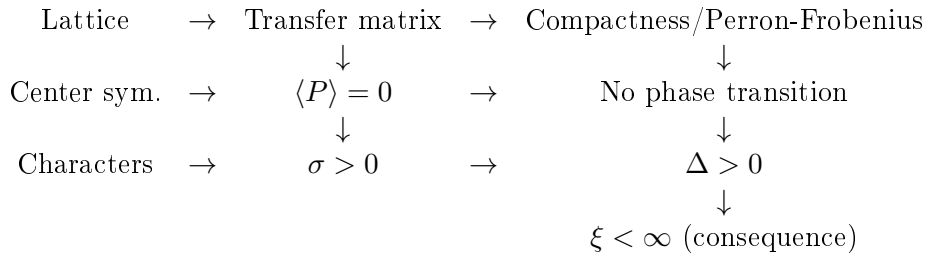 Lattice → Transfer matrix → Compactness/Perron-Frobenius
↓ ↓
Center sym. → ⟨P⟩ = 0 → No phase transition
↓ ↓
Characters → σ > 0 → Δ > 0
↓
ξ < ∞ (consequence)